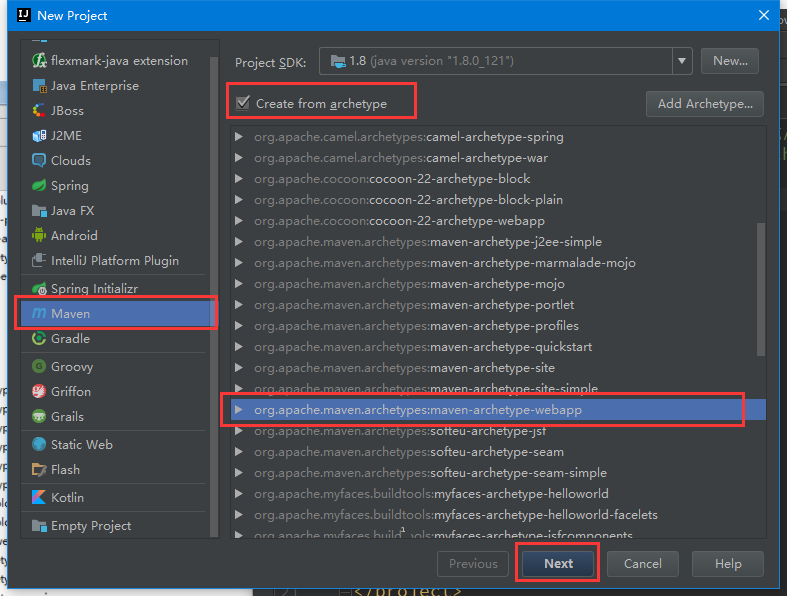 New Project
flexmark-java extension
Java Enterprise
JBoss
J2ME
Clouds
Spring
Java FX
Android
IntelliJ Platform Plugin
Spring Initializr
Maven
Gradle
Groovy
Griffon
Grails
Static Web
Flash
Kotlin
Empty Project
Project SDK: 1.8 (java version "1.8.0_121") New...
Create from archetype Add Archetype...
org.apache.camel.archetypes:camel-archetype-spring
org.apache.camel.archetypes:camel-archetype-war
org.apache.cocoon:cocoon-22-archetype-block
org.apache.cocoon:cocoon-22-archetype-block-plain
org.apache.cocoon:cocoon-22-archetype-webapp
org.apache.maven.archetypes:maven-archetype-j2ee-simple
org.apache.maven.archetypes:maven-archetype-marmalade-mojo
org.apache.maven.archetypes:maven-archetype-mojo
org.apache.maven.archetypes:maven-archetype-portlet
org.apache.maven.archetypes:maven-archetype-profiles
org.apache.maven.archetypes:maven-archetype-quickstart
org.apache.maven.archetypes:maven-archetype-site
org.apache.maven.archetypes:maven-archetype-site-simple
org.apache.maven.archetypes:maven-archetype-webapp
org.apache.maven.archetypes:softeu-archetype-jsf
org.apache.maven.archetypes:softeu-archetype-seam
org.apache.maven.archetypes:softeu-archetype-seam-simple
org.apache.myfaces.buildtools:myfaces-archetype-helloworld
org.apache.myfaces.buildtools:myfaces-archetype-helloworld-facelets
org.apache.myfaces.buildtools:myfaces-archetype-jsfcomponents
Previous Next Cancel Help
</project>